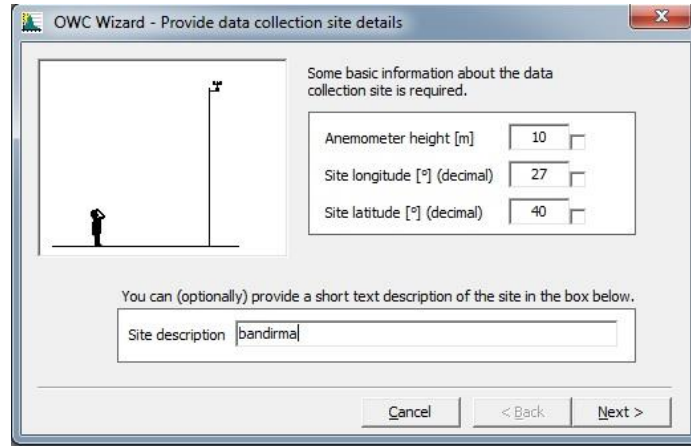 OWC Wizard - Provide data collection site details
Some basic information about the data
collection site is required.
Anemometer height [m] 10
Site longitude [º] (decimal) 27
Site latitude [º] (decimal) 40
You can (optionally) provide a short text description of the site in the box below.
Site description bandirma
Cancel < Back Next >